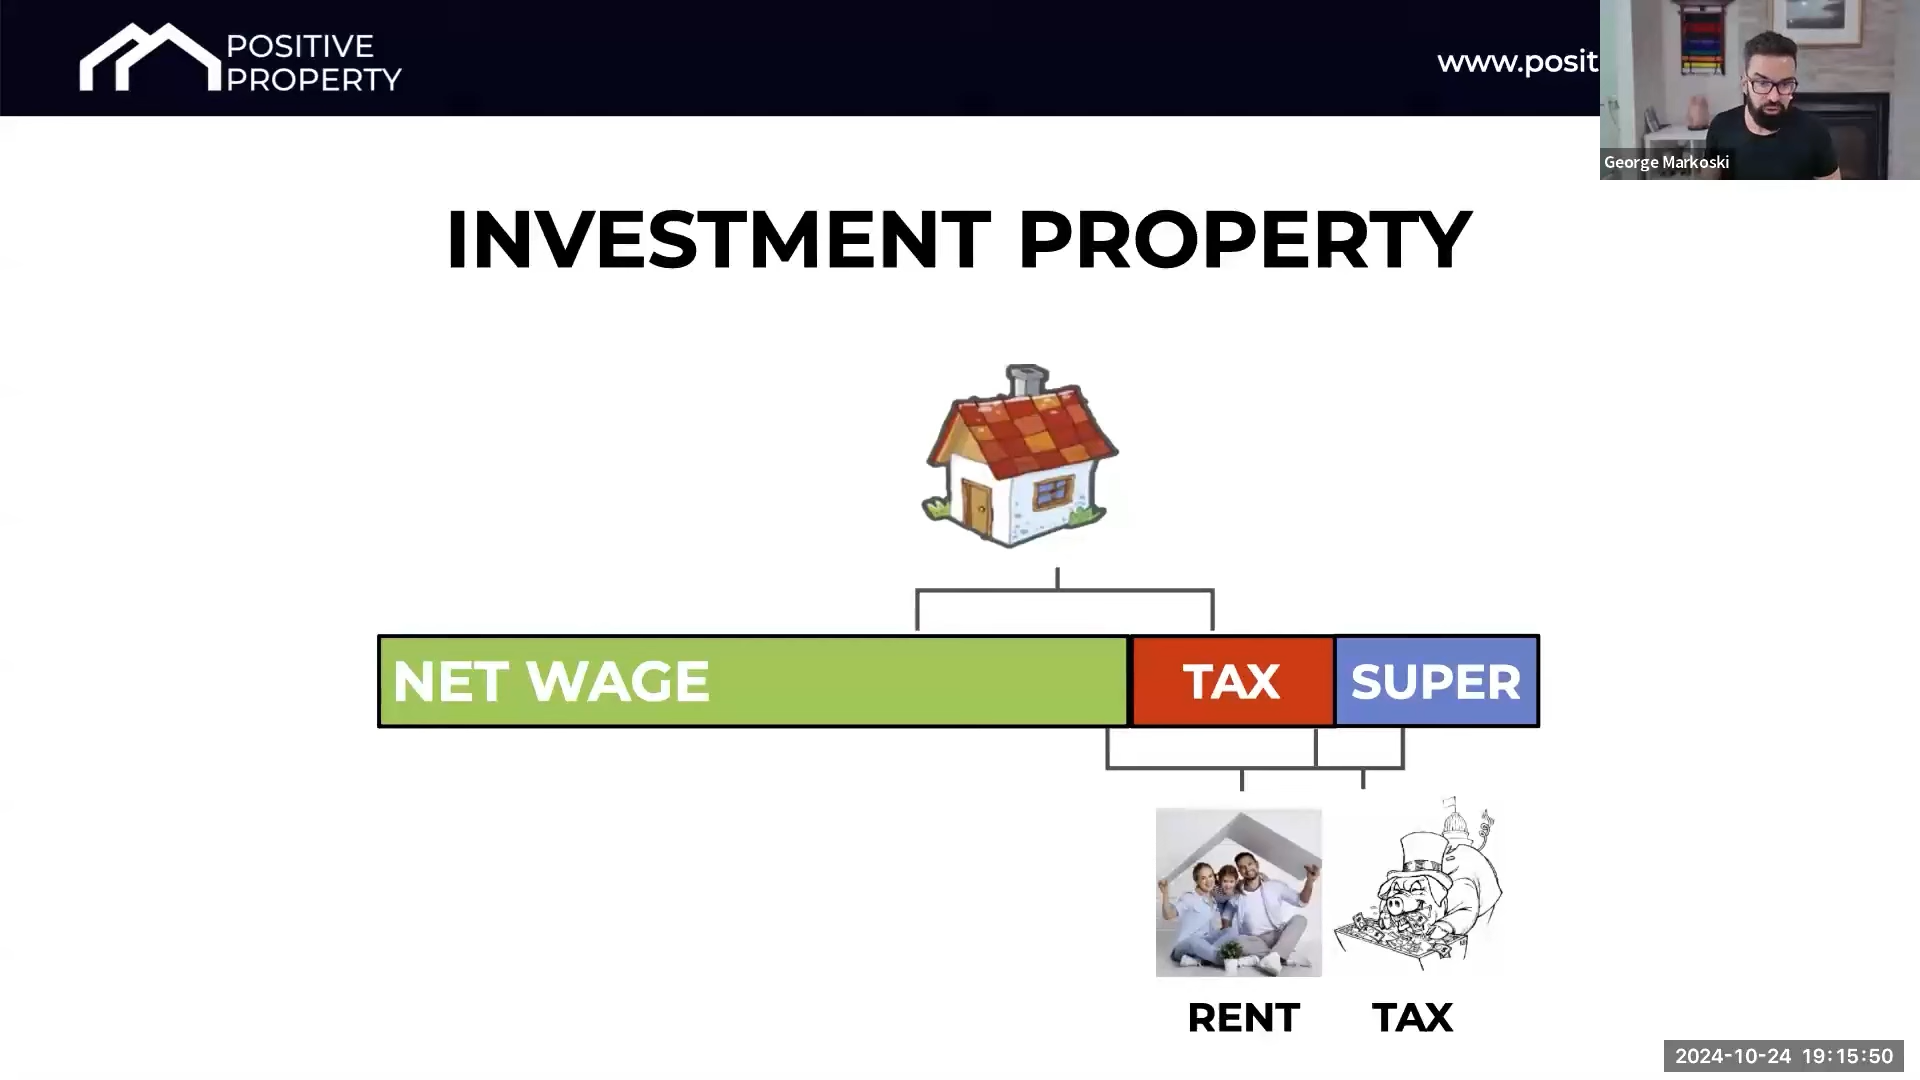 POSITIVE
PROPERTY
www.posit
George Markoski
INVESTMENT PROPERTY
NET WAGE
TAX
SUPER
RENT
TAX
2024-10-24 19:15:50